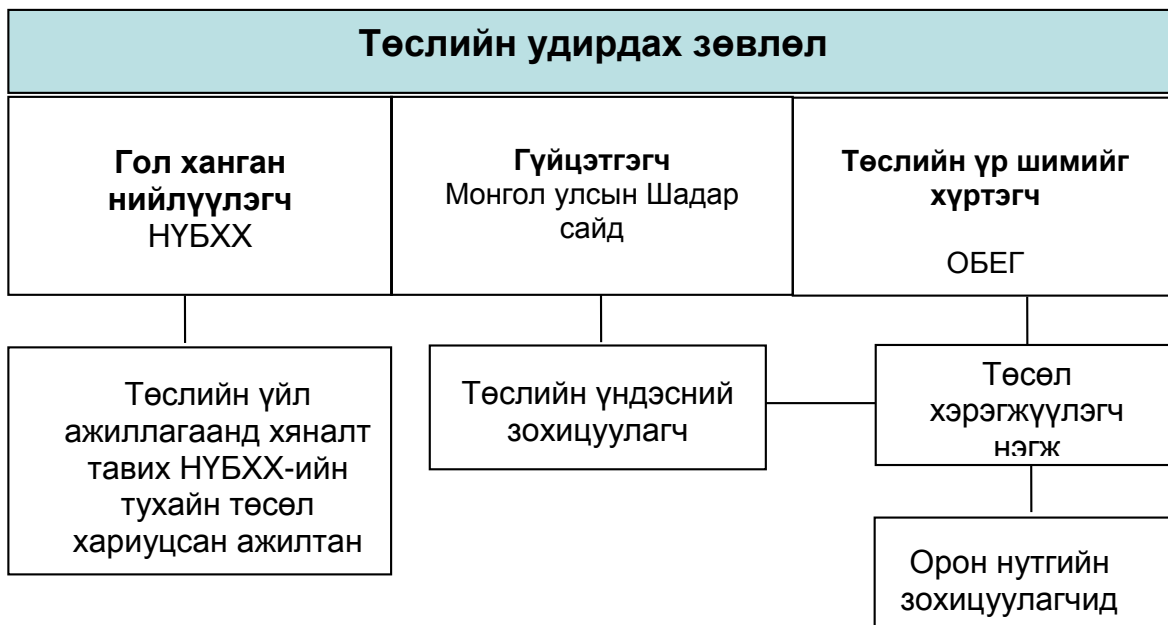 Төслийн удирдах зөвлөл
Гол ханган
нийлүүлэгч
НҮБХХ
Гүйцэтгэгч
Монгол улсын Шадар
сайд
Төслийн үр шимийг
хүртэгч
ОБЕГ
Төслийн үйл
ажиллагаанд хяналт
тавих НҮБХХ-ийн
тухайн төсөл
хариуцсан ажилтан
Төслийн үндэсний
зохицуулагч
Төсөл
хэрэгжүүлэгч
нэгж
Орон нутгийн
зохицуулагчид